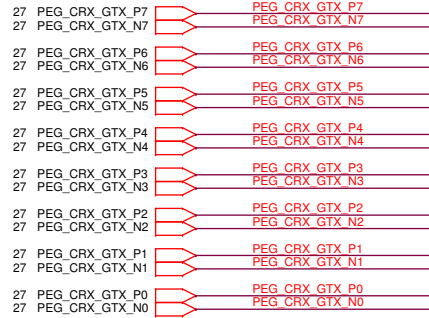 27 PEG_CRX_GTX_P7 PEG_CRX_GTX_P7
27 PEG_CRX_GTX_N7 PEG_CRX_GTX_N7
27 PEG_CRX_GTX_P6 PEG_CRX_GTX_P6
27 PEG_CRX_GTX_N6 PEG_CRX_GTX_N6
27 PEG_CRX_GTX_P5 PEG_CRX_GTX_P5
27 PEG_CRX_GTX_N5 PEG_CRX_GTX_N5
27 PEG_CRX_GTX_P4 PEG_CRX_GTX_P4
27 PEG_CRX_GTX_N4 PEG_CRX_GTX_N4
27 PEG_CRX_GTX_P3 PEG_CRX_GTX_P3
27 PEG_CRX_GTX_N3 PEG_CRX_GTX_N3
27 PEG_CRX_GTX_P2 PEG_CRX_GTX_P2
27 PEG_CRX_GTX_N2 PEG_CRX_GTX_N2
27 PEG_CRX_GTX_P1 PEG_CRX_GTX_P1
27 PEG_CRX_GTX_N1 PEG_CRX_GTX_N1
27 PEG_CRX_GTX_P0 PEG_CRX_GTX_P0
27 PEG_CRX_GTX_N0 PEG_CRX_GTX_N0